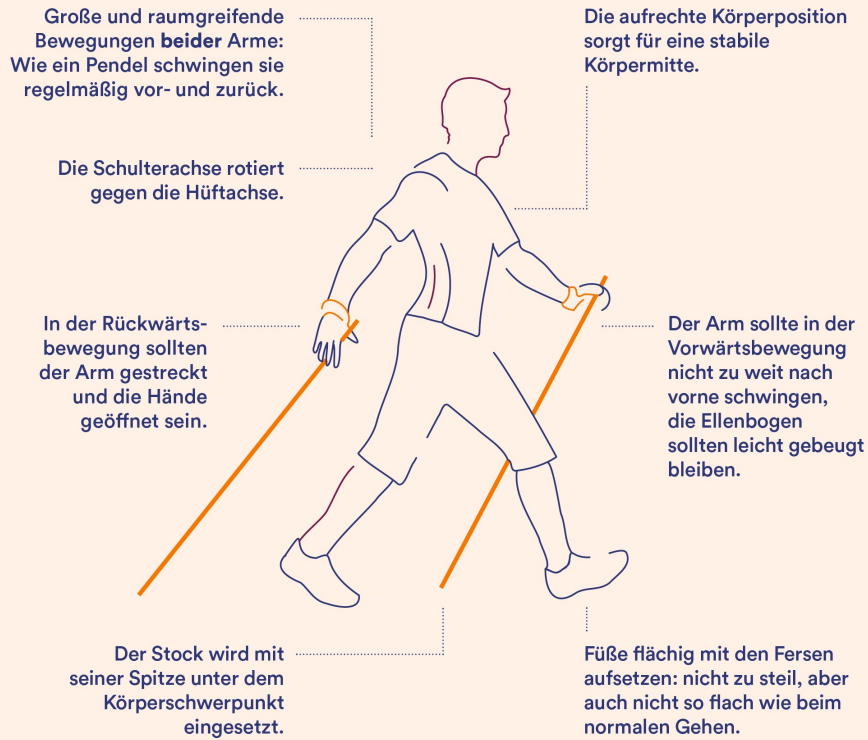 Große und raumgreifende
Bewegungen beider Arme:
Wie ein Pendel schwingen sie
regelmäßig vor- und zurück.
Die aufrechte Körperposition
sorgt für eine stabile
Körpermitte.
Die Schulterachse rotiert
gegen die Hüftachse.
In der Rückwärts-
bewegung sollten
der Arm gestreckt
und die Hände
geöffnet sein.
Der Arm sollte in der
Vorwärtsbewegung
nicht zu weit nach
vorne schwingen,
die Ellenbogen
sollten leicht gebeugt
bleiben.
Der Stock wird mit
seiner Spitze unter dem
Körperschwerpunkt
eingesetzt.
Füße flächig mit den Fersen
aufsetzen: nicht zu steil, aber
auch nicht so flach wie beim
normalen Gehen.